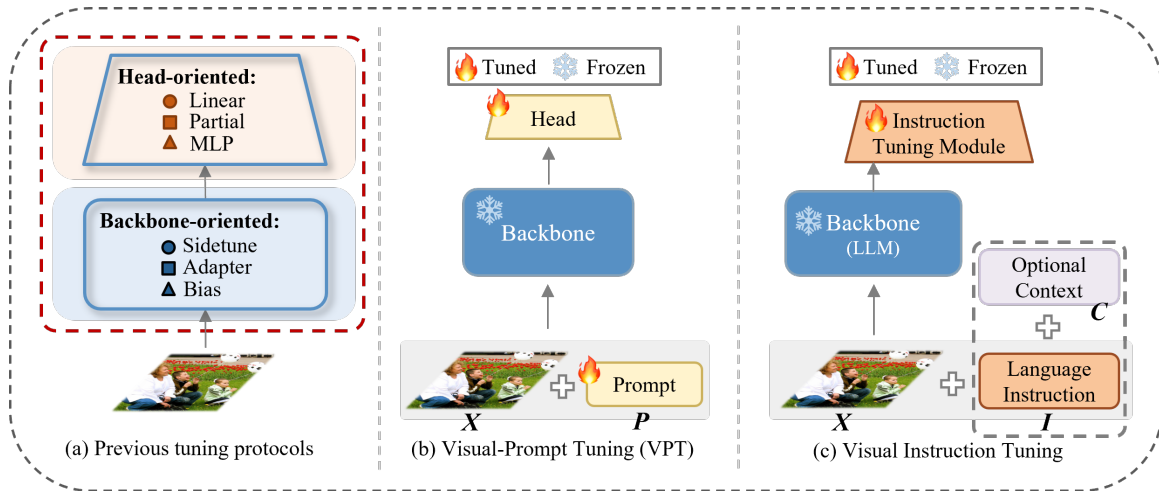 Head-oriented:
Linear
Partial
MLP
Backbone-oriented:
Sidetune
Adapter
Bias
(a) Previous tuning protocols
Tuned Frozen
Head
Backbone
Prompt
X P
(b) Visual-Prompt Tuning (VPT)
Tuned Frozen
Instruction
Tuning Module
Backbone
(LLM)
Optional
Context
C
Language
Instruction
X I
(c) Visual Instruction Tuning